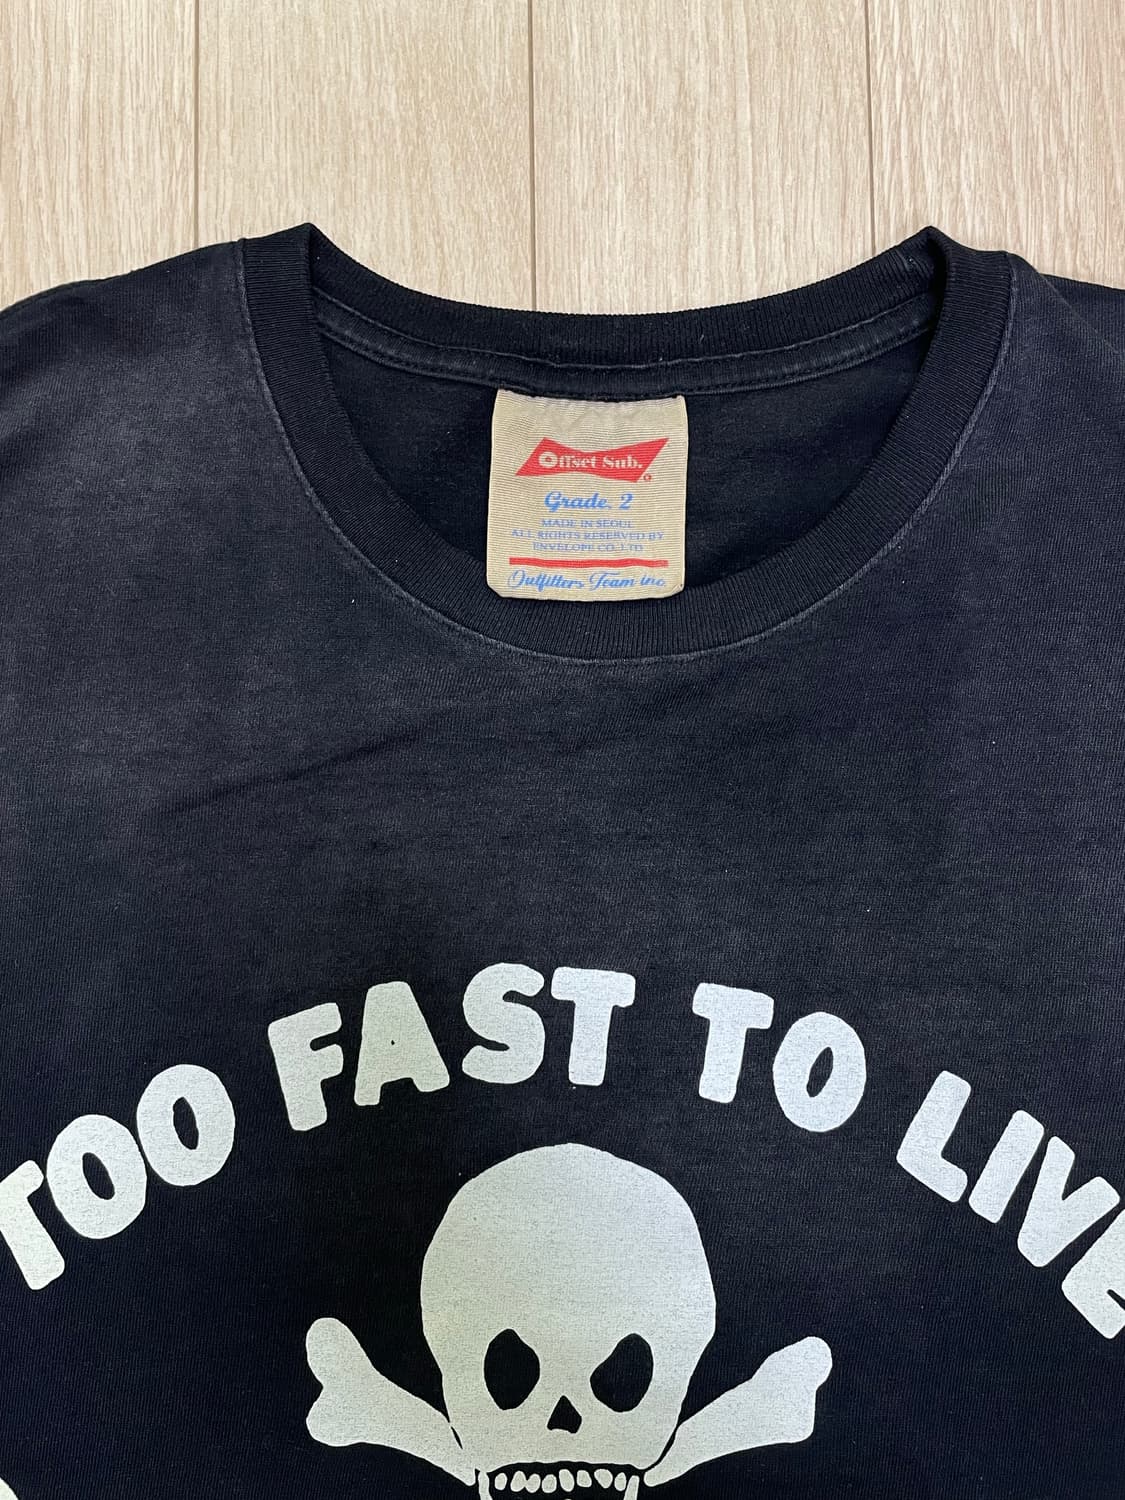 Offset Sub.
Grade. 2
MADE IN SEOUL
ALL RIGHTS RESERVED BY
ENVELOPE CO. LTD
Outfitters Team inc.
TOO FAST TO LIVE